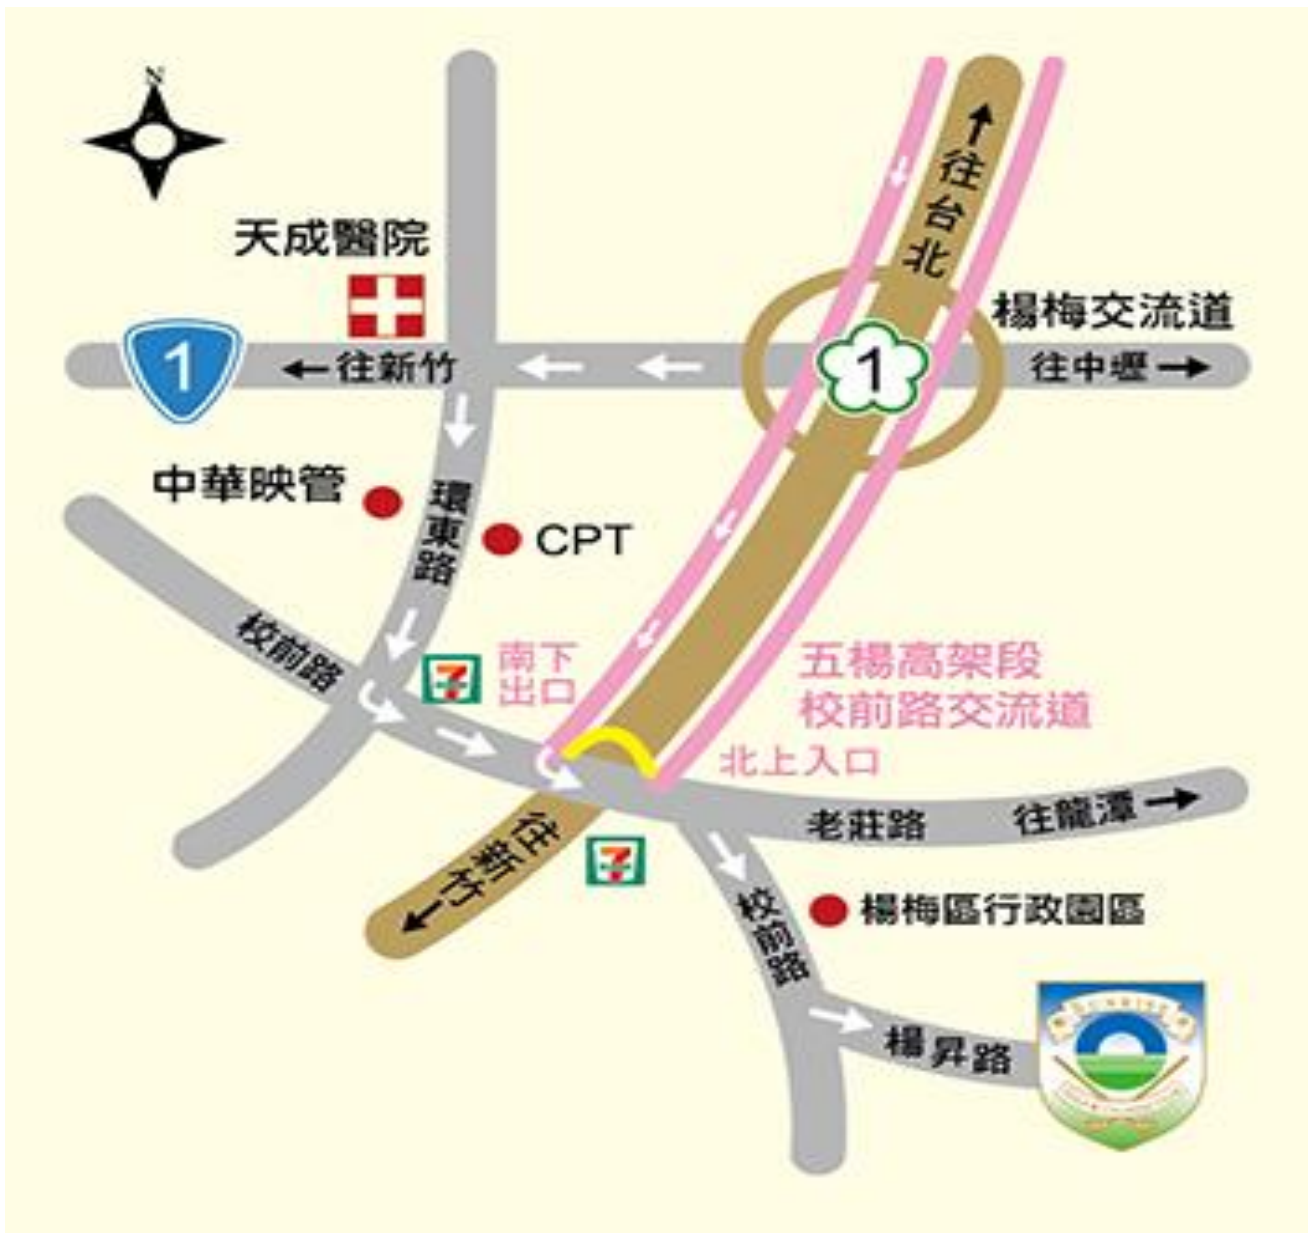 N
往台北
天成醫院
楊梅交流道
1
往新竹
1
往中壢
中華映管
環東路
CPT
校前路
7
南下
出口
五楊高架段
校前路交流道
北上入口
往新竹
老莊路
往龍潭
7
校前路
楊梅區行政園區
SUNRISE
楊昇路